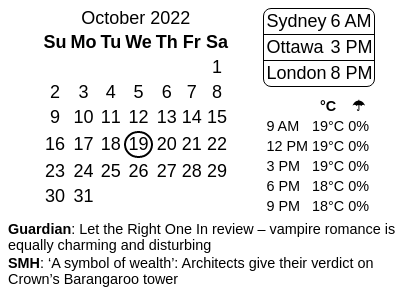 October 2022
Su Mo Tu We Th Fr Sa
1
2 3 4 5 6 7 8
9 10 11 12 13 14 15
16 17 18 19 20 21 22
23 24 25 26 27 28 29
30 31
Sydney 6 AM
Ottawa 3 PM
London 8 PM
°C ☂
9 AM 19°C 0%
12 PM 19°C 0%
3 PM 19°C 0%
6 PM 18°C 0%
9 PM 18°C 0%
Guardian: Let the Right One In review – vampire romance is
equally charming and disturbing
SMH: ‘A symbol of wealth’: Architects give their verdict on
Crown’s Barangaroo tower